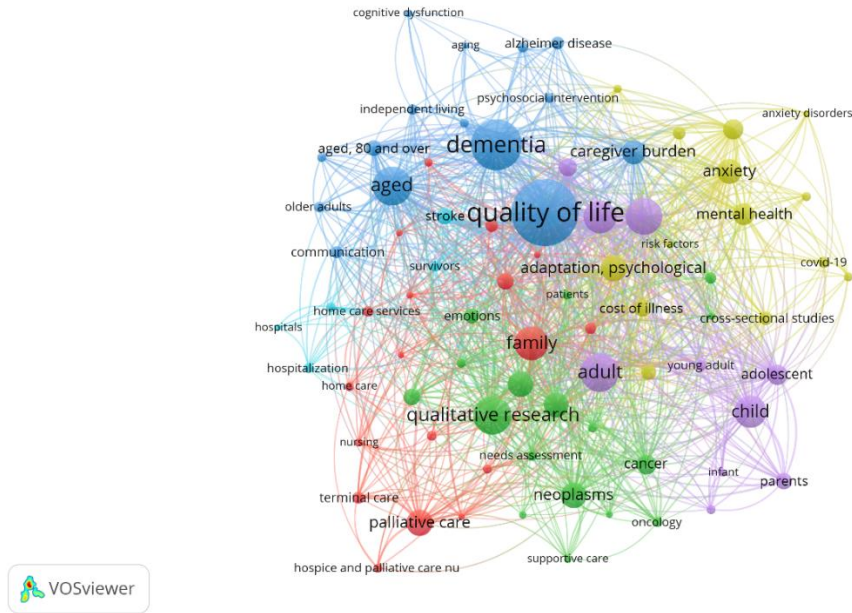 cognitive dysfunction
aging
alzheimer disease
psychosocial intervention
independent living
anxiety disorders
dementia
caregiver burden
aged, 80 and over
anxiety
aged
older adults
quality of life
stroke
mental health
risk factors
communication
survivors
adaptation, psychological
covid-19
patients
home care services
emotions
cost of illness
cross-sectional studies
hospitals
family
hospitalization
adult
young adult
adolescent
home care
qualitative research
child
nursing
needs assessment
cancer
infant
parents
terminal care
neoplasms
palliative care
oncology
supportive care
hospice and palliative care nu
VOSviewer